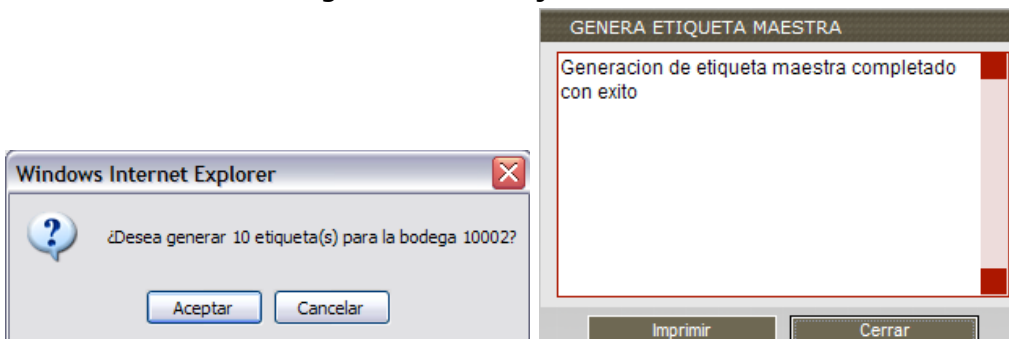 GENERA ETIQUETA MAESTRA
Generacion de etiqueta maestra completado
con exito
Windows Internet Explorer
¿Desea generar 10 etiqueta(s) para la bodega 10002?
Aceptar
Cancelar
Imprimir
Cerrar